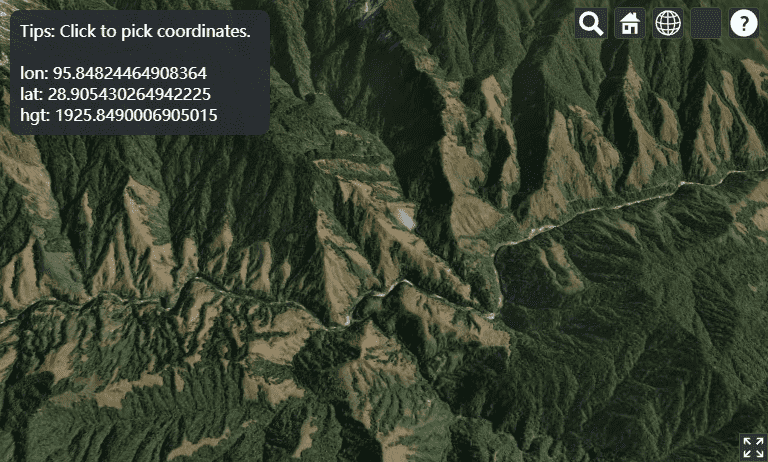 Tips: Click to pick coordinates.
lon: 95.84824464908364
lat: 28.905430264942225
hgt: 1925.8490006905015
?